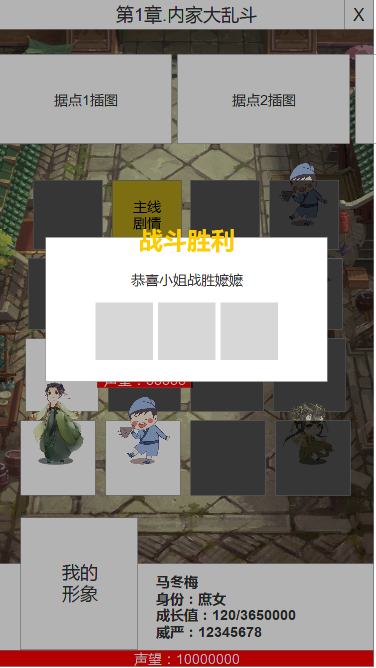 第1章.内家大乱斗
X
据点1插图
据点2插图
主线
剧情
战斗胜利
恭喜小姐战胜嬷嬷
我的
形象
马冬梅
身份：庶女
成长值：120/3650000
威严：12345678
声望：10000000